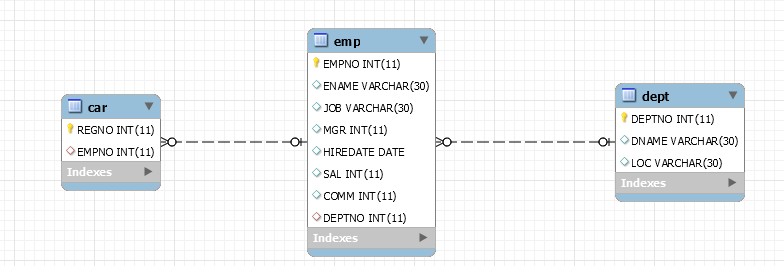 car
REGNO INT(11)
EMPNO INT(11)
Indexes
emp
EMPNO INT(11)
ENAME VARCHAR(30)
JOB VARCHAR(30)
MGR INT(11)
HIREDATE DATE
SAL INT(11)
COMM INT(11)
DEPTNO INT(11)
Indexes
dept
DEPTNO INT(11)
DNAME VARCHAR(30)
LOC VARCHAR(30)
Indexes